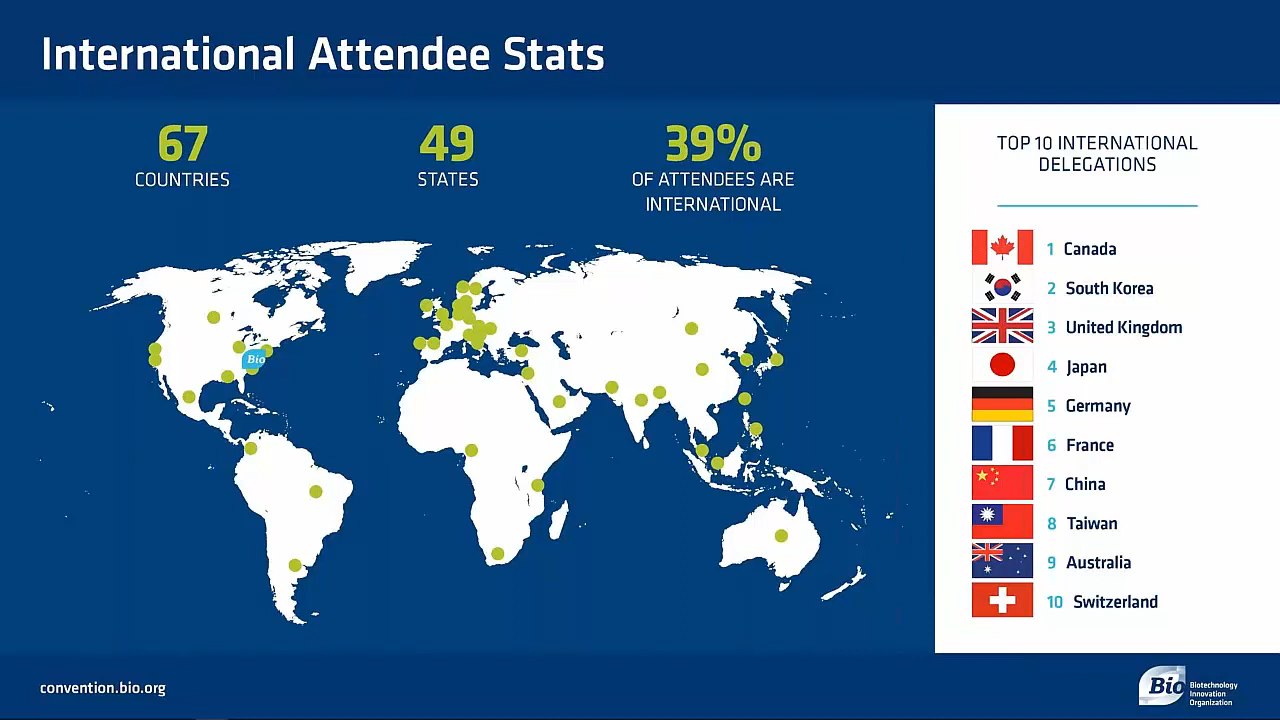 International Attendee Stats
67
COUNTRIES
49
STATES
39%
OF ATTENDEES ARE
INTERNATIONAL
TOP 10 INTERNATIONAL
DELEGATIONS
1 Canada
2 South Korea
3 United Kingdom
4 Japan
5 Germany
6 France
7 China
8 Taiwan
9 Australia
10 Switzerland
Bio
convention.bio.org
Bio
Biotechnology
Innovation
Organization